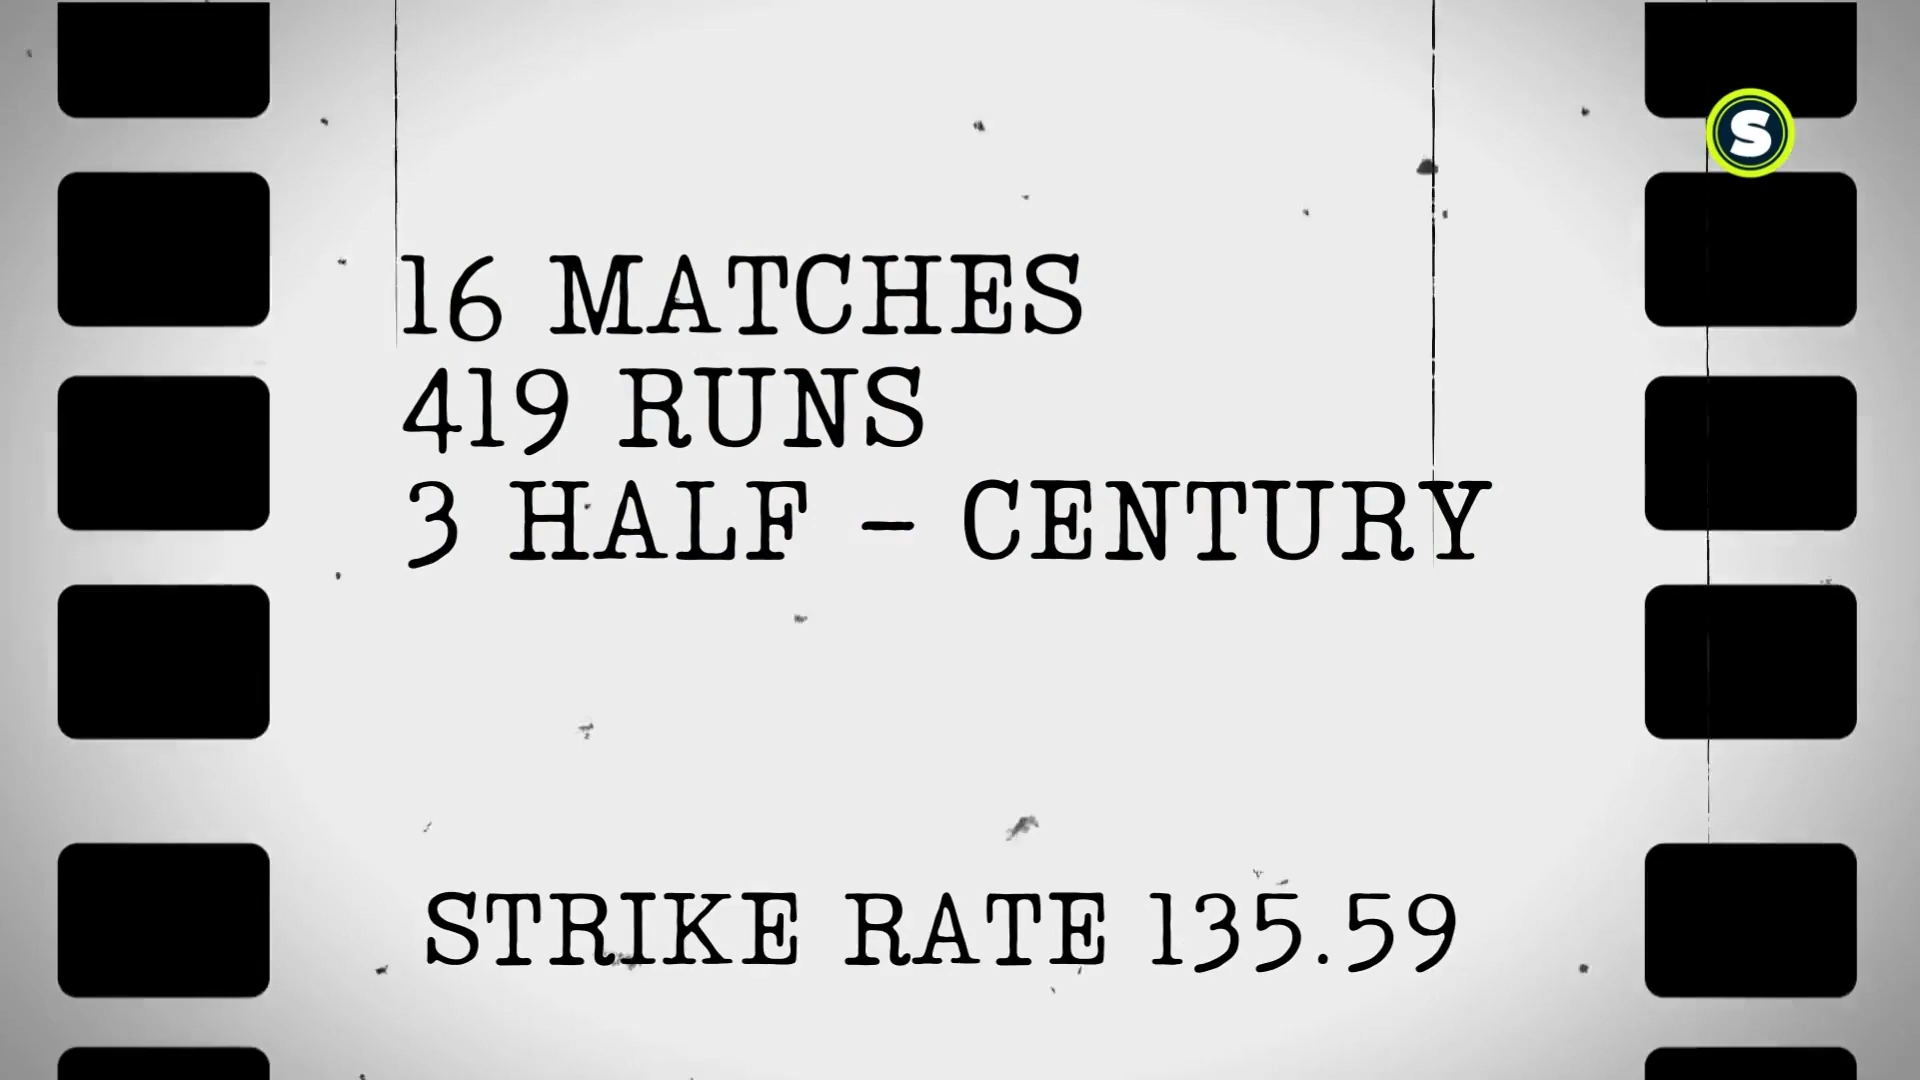 S
16 MATCHES
419 RUNS
3 HALF - CENTURY
STRIKE RATE 135.59